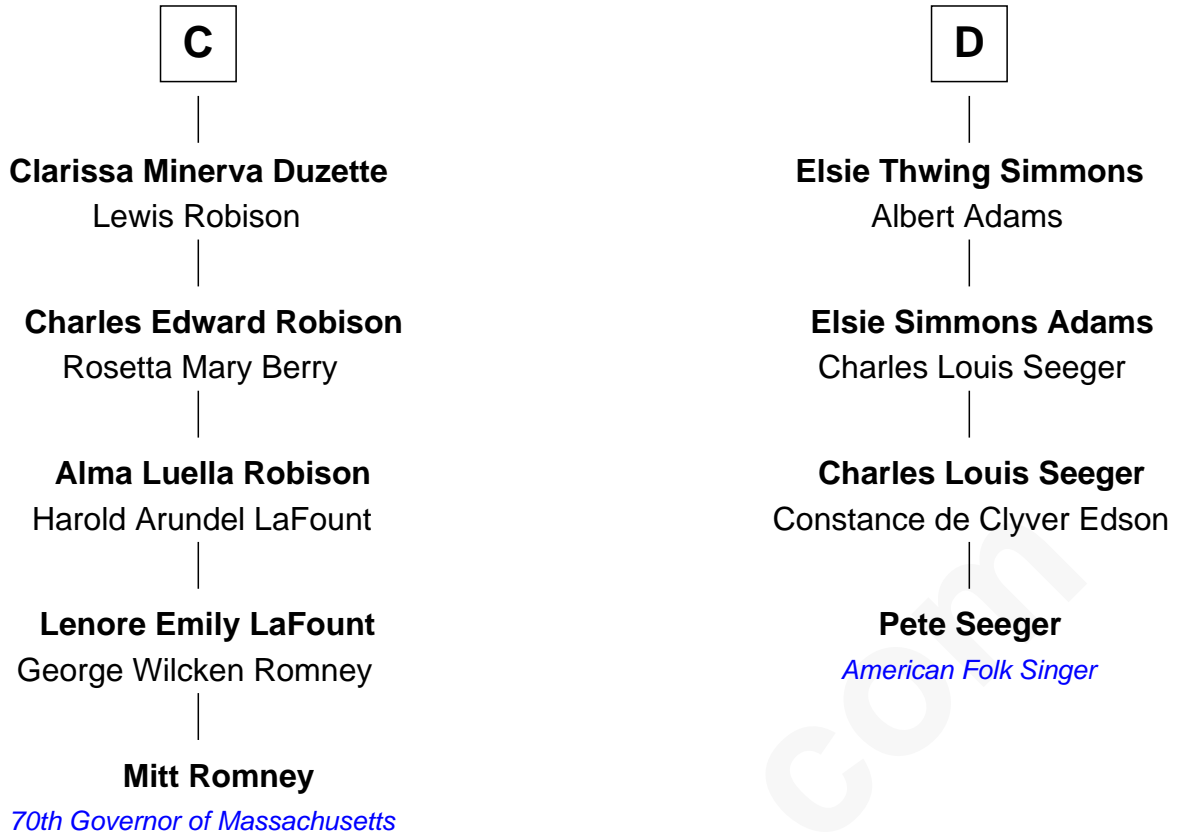 C
Clarissa Minerva Duzette
Lewis Robison
Charles Edward Robison
Rosetta Mary Berry
Alma Luella Robison
Harold Arundel LaFount
Lenore Emily LaFount
George Wilcken Romney
Mitt Romney
70th Governor of Massachusetts
D
Elsie Thwing Simmons
Albert Adams
Elsie Simmons Adams
Charles Louis Seeger
Charles Louis Seeger
Constance de Clyver Edson
Pete Seeger
American Folk Singer
com